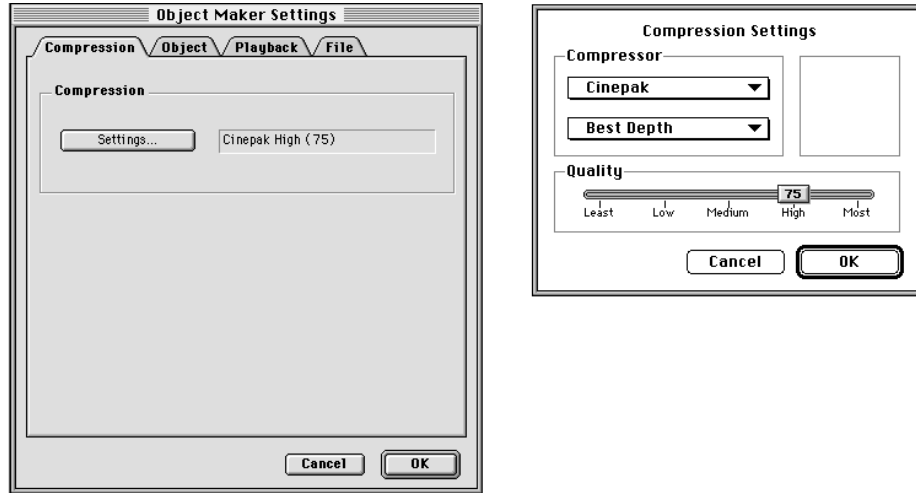 Object Maker Settings
Compression Object Playback File
Compression
Settings... Cinepak High (75)
Cancel OK
Compression Settings
Compressor
Cinepak
Best Depth
Quality
75
Least Low Medium High Most
Cancel OK